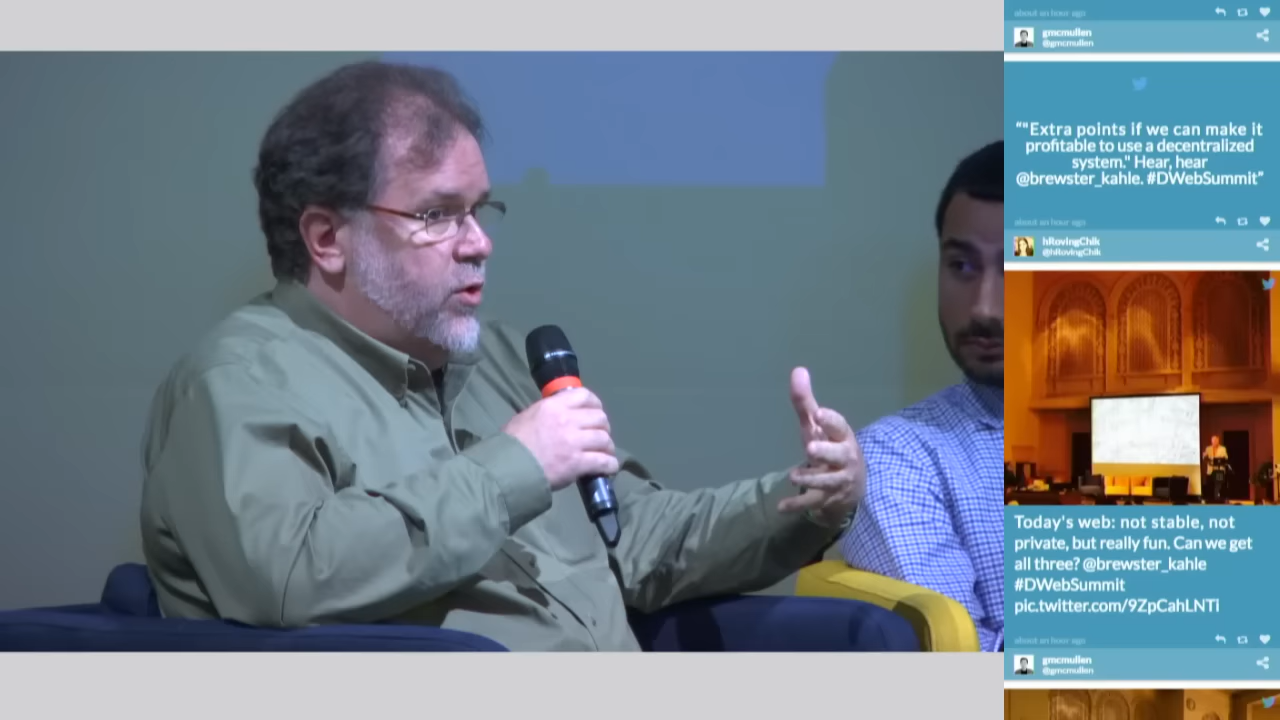 about an hour ago
gmcmullen
@gmcmullen
““Extra points if we can make it
profitable to use a decentralized
system." Hear, hear
@brewster_kahle. #DWebSummit”
about an hour ago
hRovingChik
@hRovingChik
Today's web: not stable, not
private, but really fun. Can we get
all three? @brewster_kahle
#DWebSummit
pic.twitter.com/9ZpCahLNTi
about an hour ago
gmcmullen
@gmcmullen